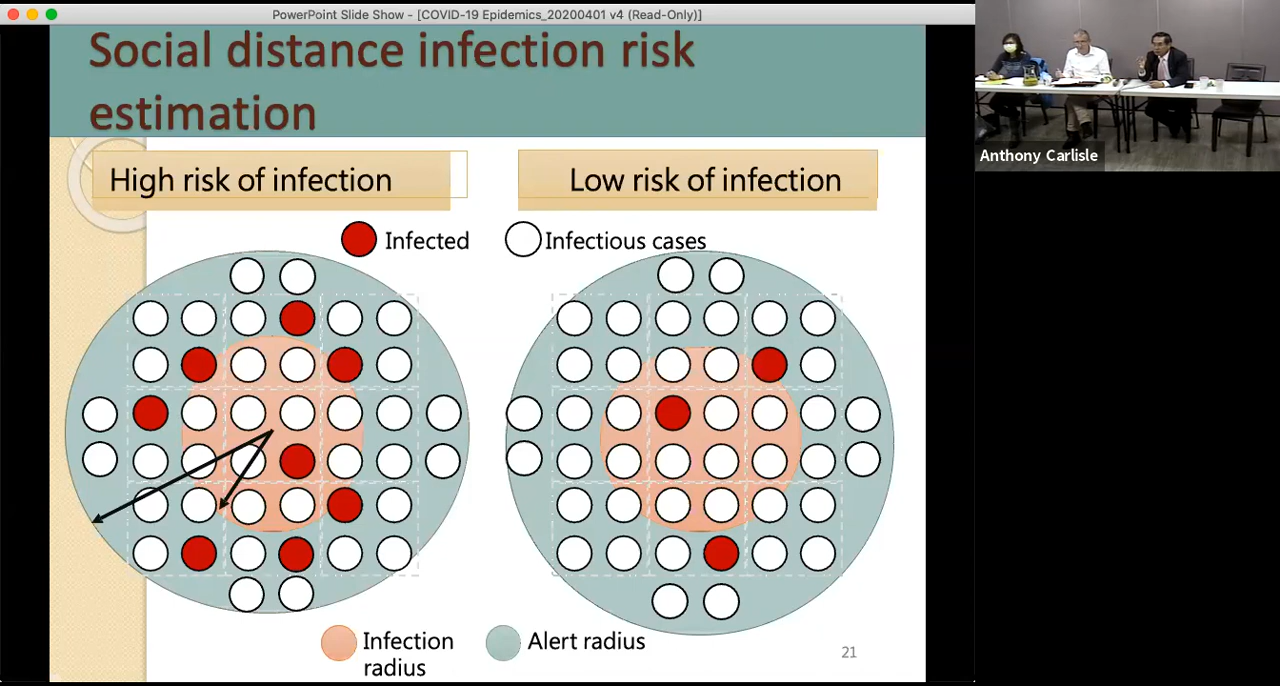 PowerPoint Slide Show - [COVID-19 Epidemics_20200401 v4 (Read-Only)]
Social distance infection risk
estimation
High risk of infection
Low risk of infection
Infected
Infectious cases
Infection
radius
Alert radius
21
Anthony Carlisle